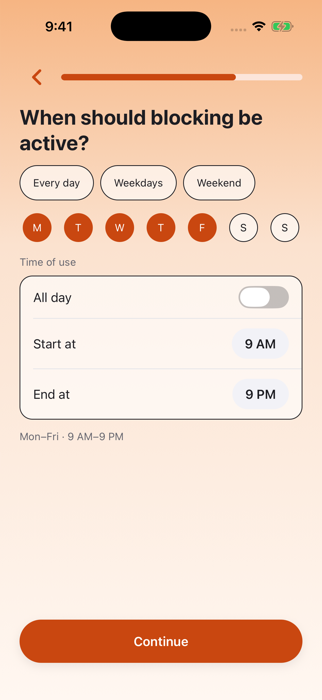 9:41
When should blocking be
active?
Every day Weekdays Weekend
M T W T F S S
Time of use
All day
Start at 9 AM
End at 9 PM
Mon–Fri · 9 AM–9 PM
Continue